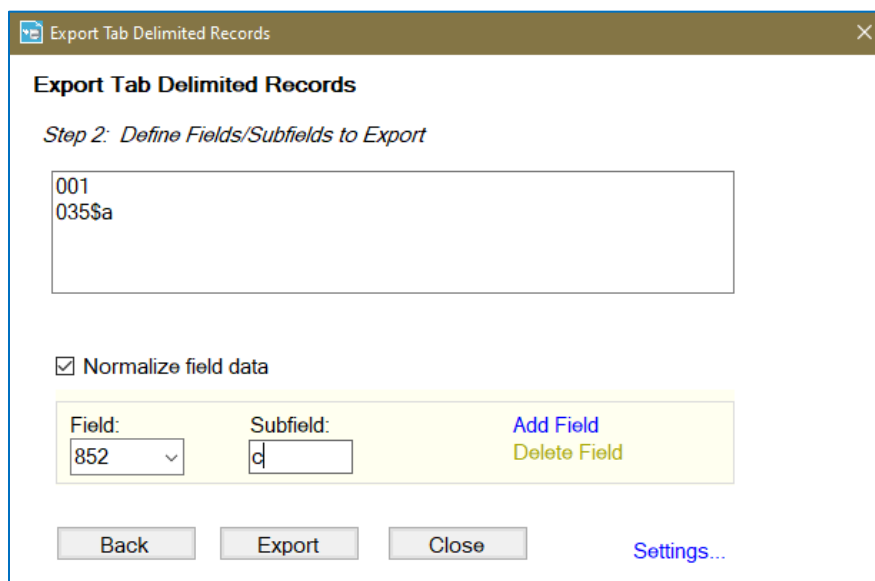 Export Tab Delimited Records
Export Tab Delimited Records
Step 2: Define Fields/Subfields to Export
001
035$a
Normalize field data
Field: Subfield: Add Field
852 c Delete Field
Back Export Close Settings...